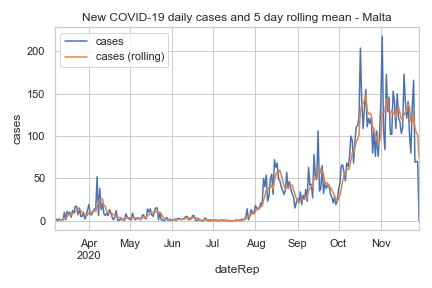 New COVID-19 daily cases and 5 day rolling mean - Malta
cases
cases (rolling)
cases
200
150
100
50
0
Apr May Jun Jul Aug Sep Oct Nov
2020
dateRep